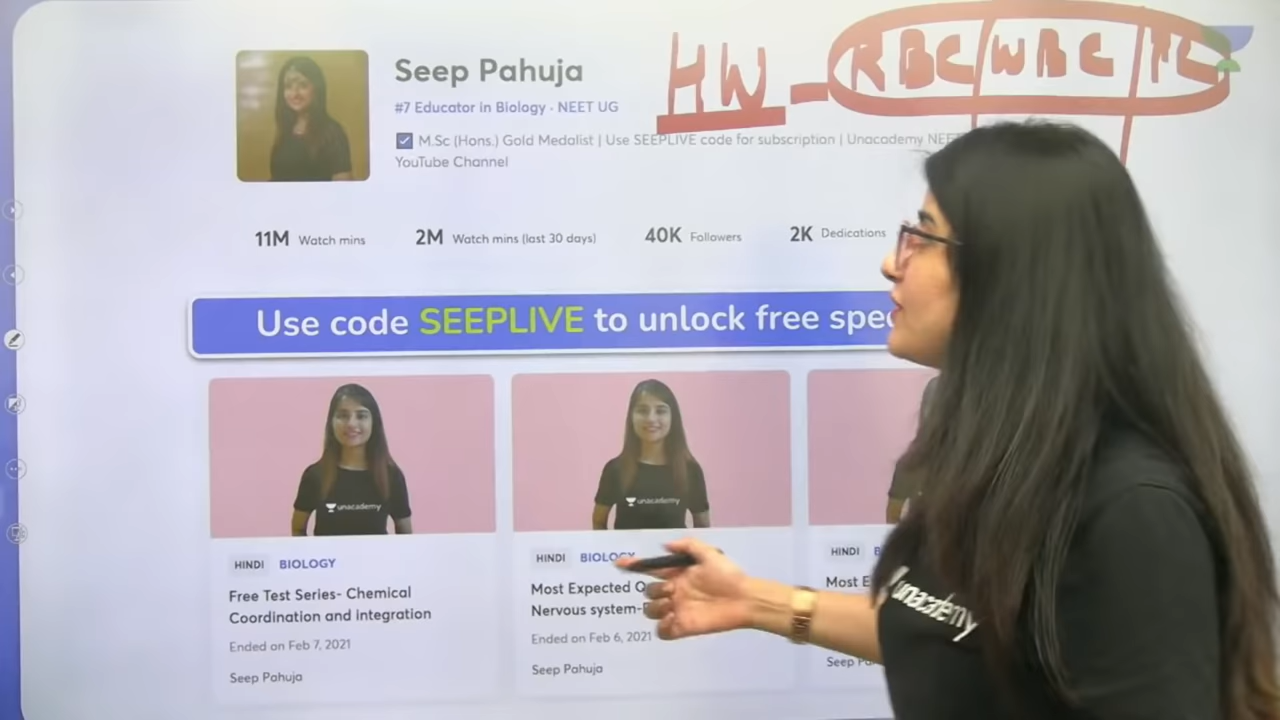 Seep Pahuja
HW - RBC/WBC/PC
#7 Educator in Biology · NEET UG
M.Sc (Hons.) Gold Medalist | Use SEEPLIVE code for subscription | Unacademy NEET
YouTube Channel
11M Watch mins
2M Watch mins (last 30 days)
40K Followers
2K Dedications
Use code SEEPLIVE to unlock free
unacademy
unacademy
HINDI BIOLOGY
Free Test Series- Chemical
Coordination and integration
Ended on Feb 7, 2021
Seep Pahuja
HINDI BIOLOGY
Most Expected
Nervous system-
Ended on Feb 6, 2021
Seep Pahuja
HINDI
Most
Seep
unacademy